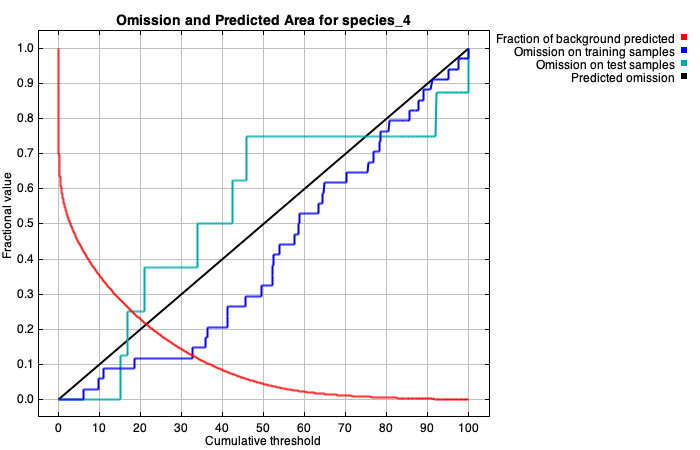 Omission and Predicted Area for species_4
Fraction of background predicted
Omission on training samples
Omission on test samples
Predicted omission
1.0
0.9
0.8
0.7
0.6
0.5
0.4
0.3
0.2
0.1
0.0
Fractional value
0 10 20 30 40 50 60 70 80 90 100
Cumulative threshold